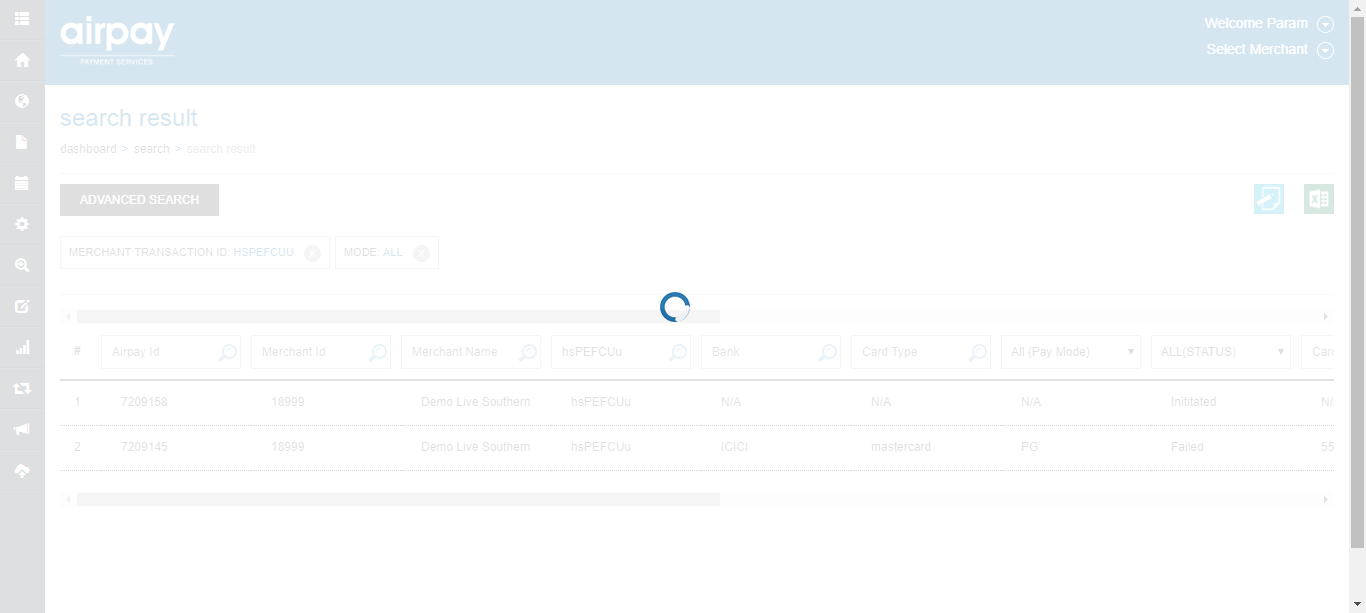 airpay
PAYMENT SERVICES
Welcome Param
Select Merchant
search result
dashboard > search > search result
ADVANCED SEARCH
MERCHANT TRANSACTION ID: HSPEFCUU x MODE: ALL x
# Airpay Id Merchant Id Merchant Name hsPEFCUu Bank Card Type All (Pay Mode) ALL(STATUS) Card
1 7209158 18999 Demo Live Southern hsPEFCUu N/A N/A N/A Inititated N/
2 7209145 18999 Demo Live Southern hsPEFCUu ICICI mastercard PG Failed 55